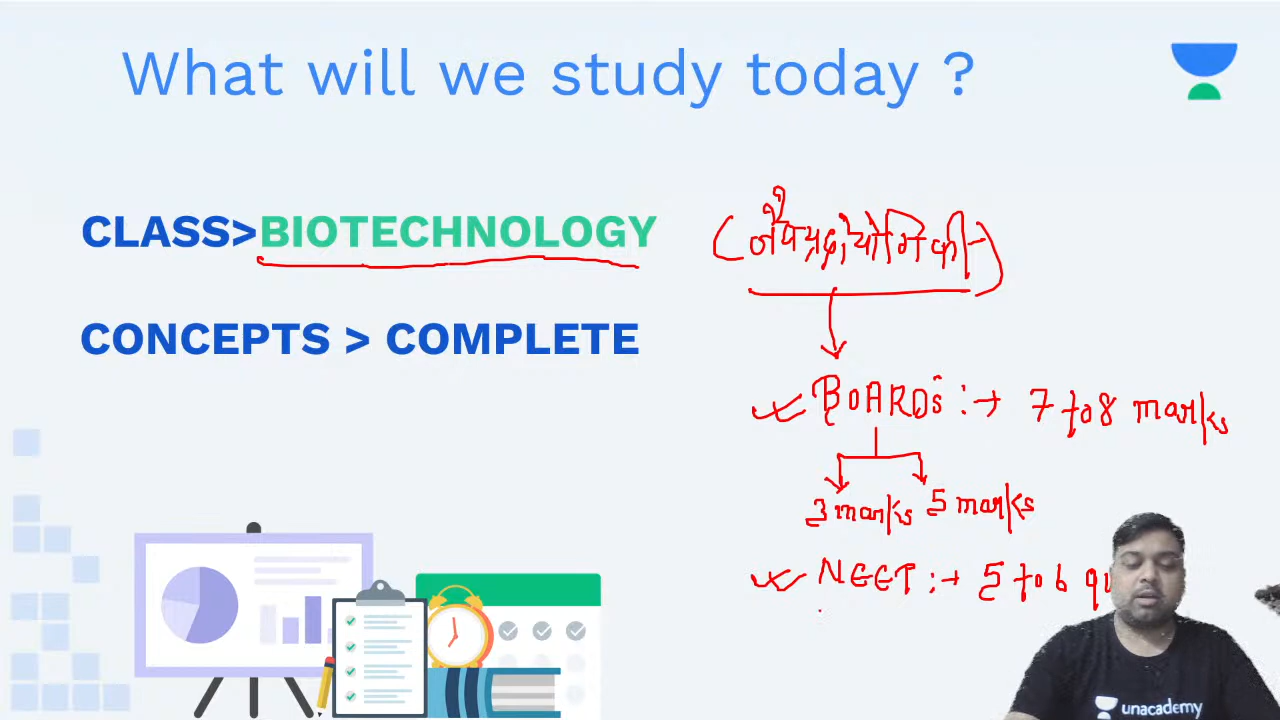 What will we study today ?
CLASS>BIOTECHNOLOGY
(जैवप्रौद्योगिकी)
CONCEPTS > COMPLETE
BOARDs :→ 7 to 8 marks
3 marks 5 marks
NEET :→ 5 to 6
unacademy